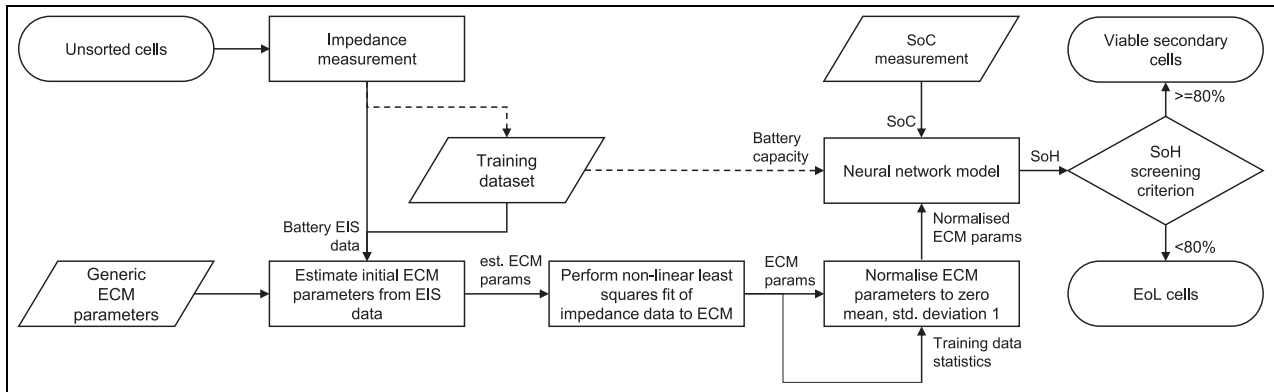 Unsorted cells
Impedance
measurement
SoC
measurement
Viable secondary
cells
>=80%
SoC
Training
dataset
Battery
capacity
Neural network model
SoH
SoH
screening
criterion
Battery EIS
data
Normalised
ECM params
<80%
Generic
ECM
parameters
Estimate initial ECM
parameters from EIS
data
est. ECM
params
Perform non-linear least
squares fit of
impedance data to ECM
ECM
params
Normalise ECM
parameters to zero
mean, std. deviation 1
EoL cells
Training data
statistics